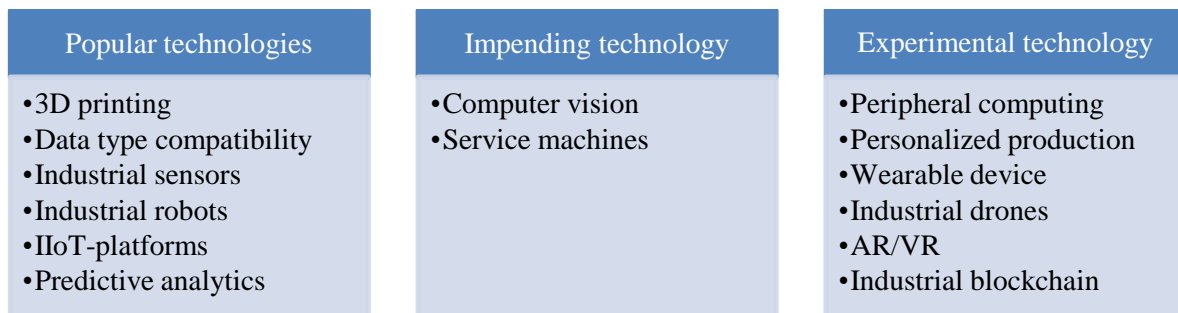 Popular technologies
•3D printing
•Data type compatibility
•Industrial sensors
•Industrial robots
•IIoT-platforms
•Predictive analytics
Impending technology
•Computer vision
•Service machines
Experimental technology
•Peripheral computing
•Personalized production
•Wearable device
•Industrial drones
•AR/VR
•Industrial blockchain